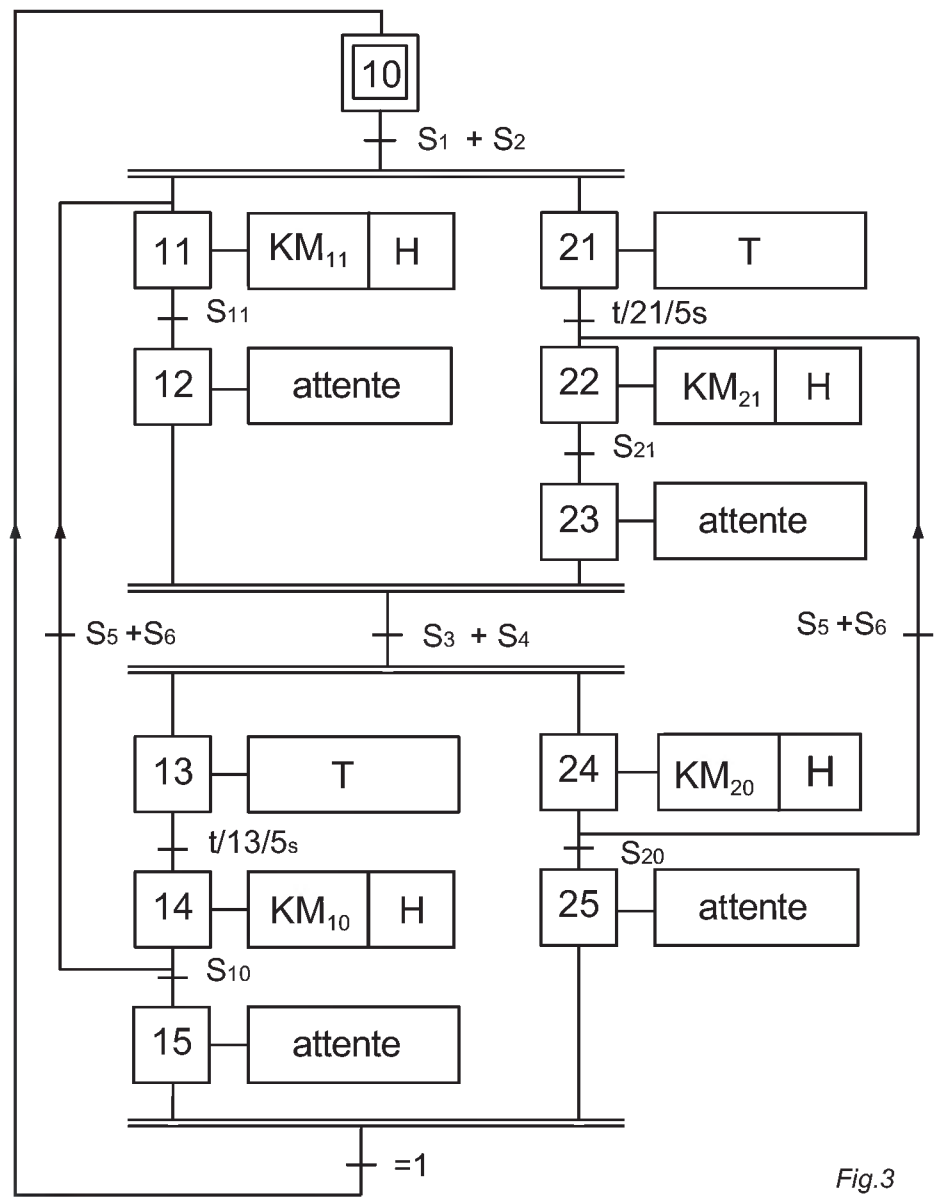 10
S1 + S2
11 KM11 H 21 T
S11 t/21/5s
12 attente 22 KM21 H
S21
23 attente
S5 +S6 S3 + S4 S5 +S6
13 T 24 KM20 H
t/13/5s S20
14 KM10 H 25 attente
S10
15 attente
=1
Fig.3